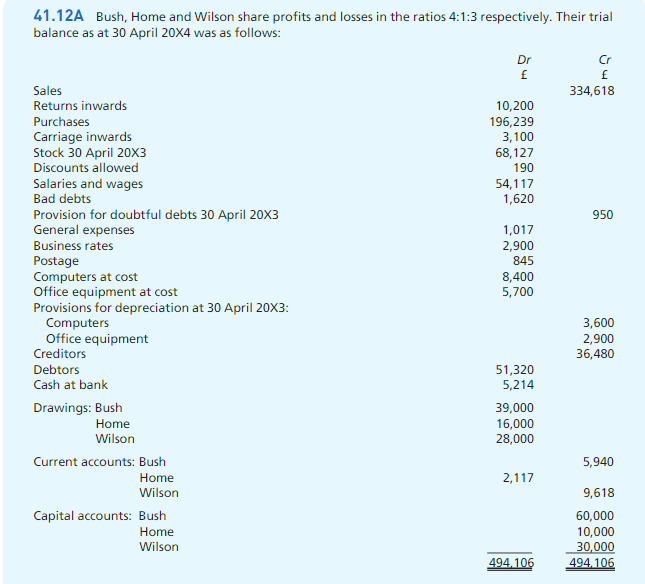 41.12A Bush, Home and Wilson share profits and losses in the ratios 4:1:3 respectively. Their trial
balance as at 30 April 20X4 was as follows:
Dr Cr
£ £
Sales 334,618
Returns inwards 10,200
Purchases 196,239
Carriage inwards 3,100
Stock 30 April 20X3 68,127
Discounts allowed 190
Salaries and wages 54,117
Bad debts 1,620
Provision for doubtful debts 30 April 20X3 950
General expenses 1,017
Business rates 2,900
Postage 845
Computers at cost 8,400
Office equipment at cost 5,700
Provisions for depreciation at 30 April 20X3:
Computers 3,600
Office equipment 2,900
Creditors 36,480
Debtors 51,320
Cash at bank 5,214
Drawings: Bush 39,000
Home 16,000
Wilson 28,000
Current accounts: Bush 5,940
Home 2,117
Wilson 9,618
Capital accounts: Bush 60,000
Home 10,000
Wilson 30,000
494,106 494,106